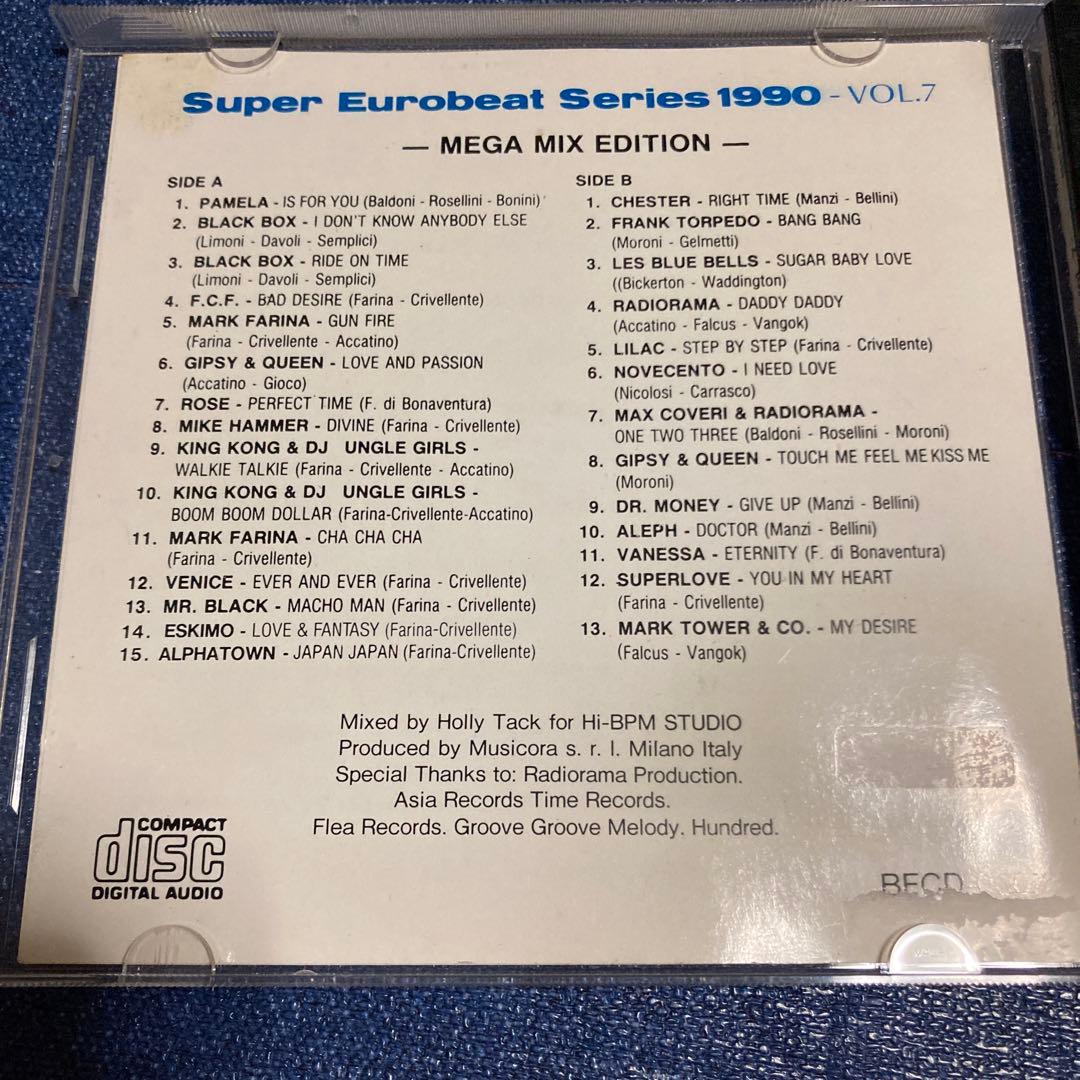 Super Eurobeat Series 1990 - VOL.7
— MEGA MIX EDITION —
SIDE A
1. PAMELA - IS FOR YOU (Baldoni - Rosellini - Bonini)
2. BLACK BOX - I DON'T KNOW ANYBODY ELSE
(Limoni - Davoli - Semplici)
3. BLACK BOX - RIDE ON TIME
(Limoni - Davoli - Semplici)
4. F.C.F. - BAD DESIRE (Farina - Crivellente)
5. MARK FARINA - GUN FIRE
(Farina - Crivellente - Accatino)
6. GIPSY & QUEEN - LOVE AND PASSION
(Accatino - Gioco)
7. ROSE - PERFECT TIME (F. di Bonaventura)
8. MIKE HAMMER - DIVINE (Farina - Crivellente)
9. KING KONG & DJ UNGLE GIRLS -
WALKIE TALKIE (Farina - Crivellente - Accatino)
10. KING KONG & DJ UNGLE GIRLS -
BOOM BOOM DOLLAR (Farina-Crivellente-Accatino)
11. MARK FARINA - CHA CHA CHA
(Farina - Crivellente)
12. VENICE - EVER AND EVER (Farina - Crivellente)
13. MR. BLACK - MACHO MAN (Farina - Crivellente)
14. ESKIMO - LOVE & FANTASY (Farina-Crivellente)
15. ALPHATOWN - JAPAN JAPAN (Farina-Crivellente)
SIDE B
1. CHESTER - RIGHT TIME (Manzi - Bellini)
2. FRANK TORPEDO - BANG BANG
(Moroni - Gelmetti)
3. LES BLUE BELLS - SUGAR BABY LOVE
((Bickerton - Waddington)
4. RADIORAMA - DADDY DADDY
(Accatino - Falcus - Vangok)
5. LILAC - STEP BY STEP (Farina - Crivellente)
6. NOVECENTO - I NEED LOVE
(Nicolosi - Carrasco)
7. MAX COVERI & RADIORAMA -
ONE TWO THREE (Baldoni - Rosellini - Moroni)
8. GIPSY & QUEEN - TOUCH ME FEEL ME KISS ME
(Moroni)
9. DR. MONEY - GIVE UP (Manzi - Bellini)
10. ALEPH - DOCTOR (Manzi - Bellini)
11. VANESSA - ETERNITY (F. di Bonaventura)
12. SUPERLOVE - YOU IN MY HEART
(Farina - Crivellente)
13. MARK TOWER & CO. - MY DESIRE
(Falcus - Vangok)
Mixed by Holly Tack for Hi-BPM STUDIO
Produced by Musicora s. r. l. Milano Italy
Special Thanks to: Radiorama Production.
Asia Records Time Records.
Flea Records. Groove Groove Melody. Hundred.
COMPACT
disc
DIGITAL AUDIO
BECD